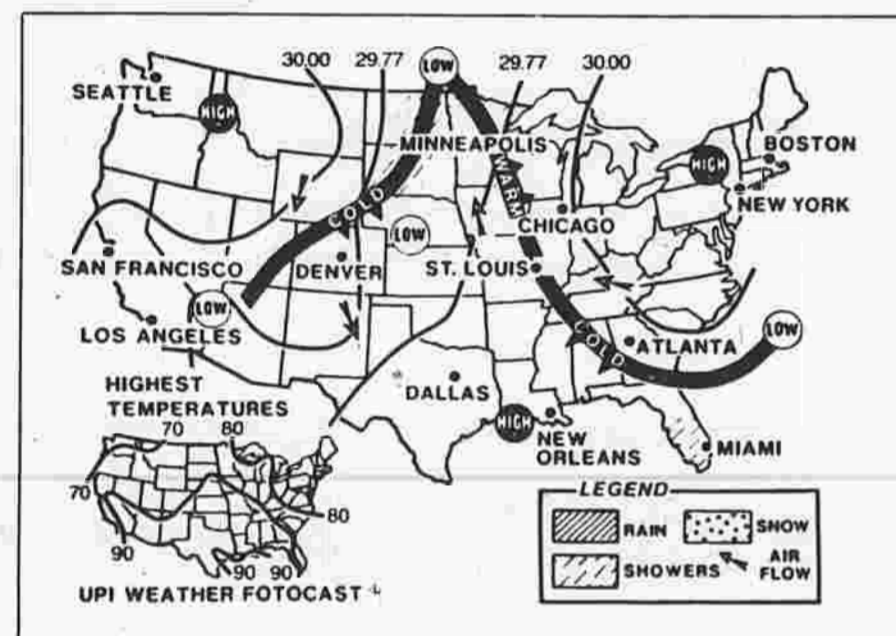 30.00
29.77
LOW
29.77
30.00
SEATTLE
HIGH
MINNEAPOLIS
BOSTON
HIGH
WARM
NEW YORK
COLD
CHICAGO
LOW
SAN FRANCISCO
DENVER
ST. LOUIS
LOW
LOS ANGELES
COLD
ATLANTA
LOW
HIGHEST
TEMPERATURES
DALLAS
HIGH
NEW
ORLEANS
MIAMI
70
80
70
80
90
90
90
UPI WEATHER FOTOCAST
LEGEND
RAIN
SNOW
SHOWERS
AIR
FLOW